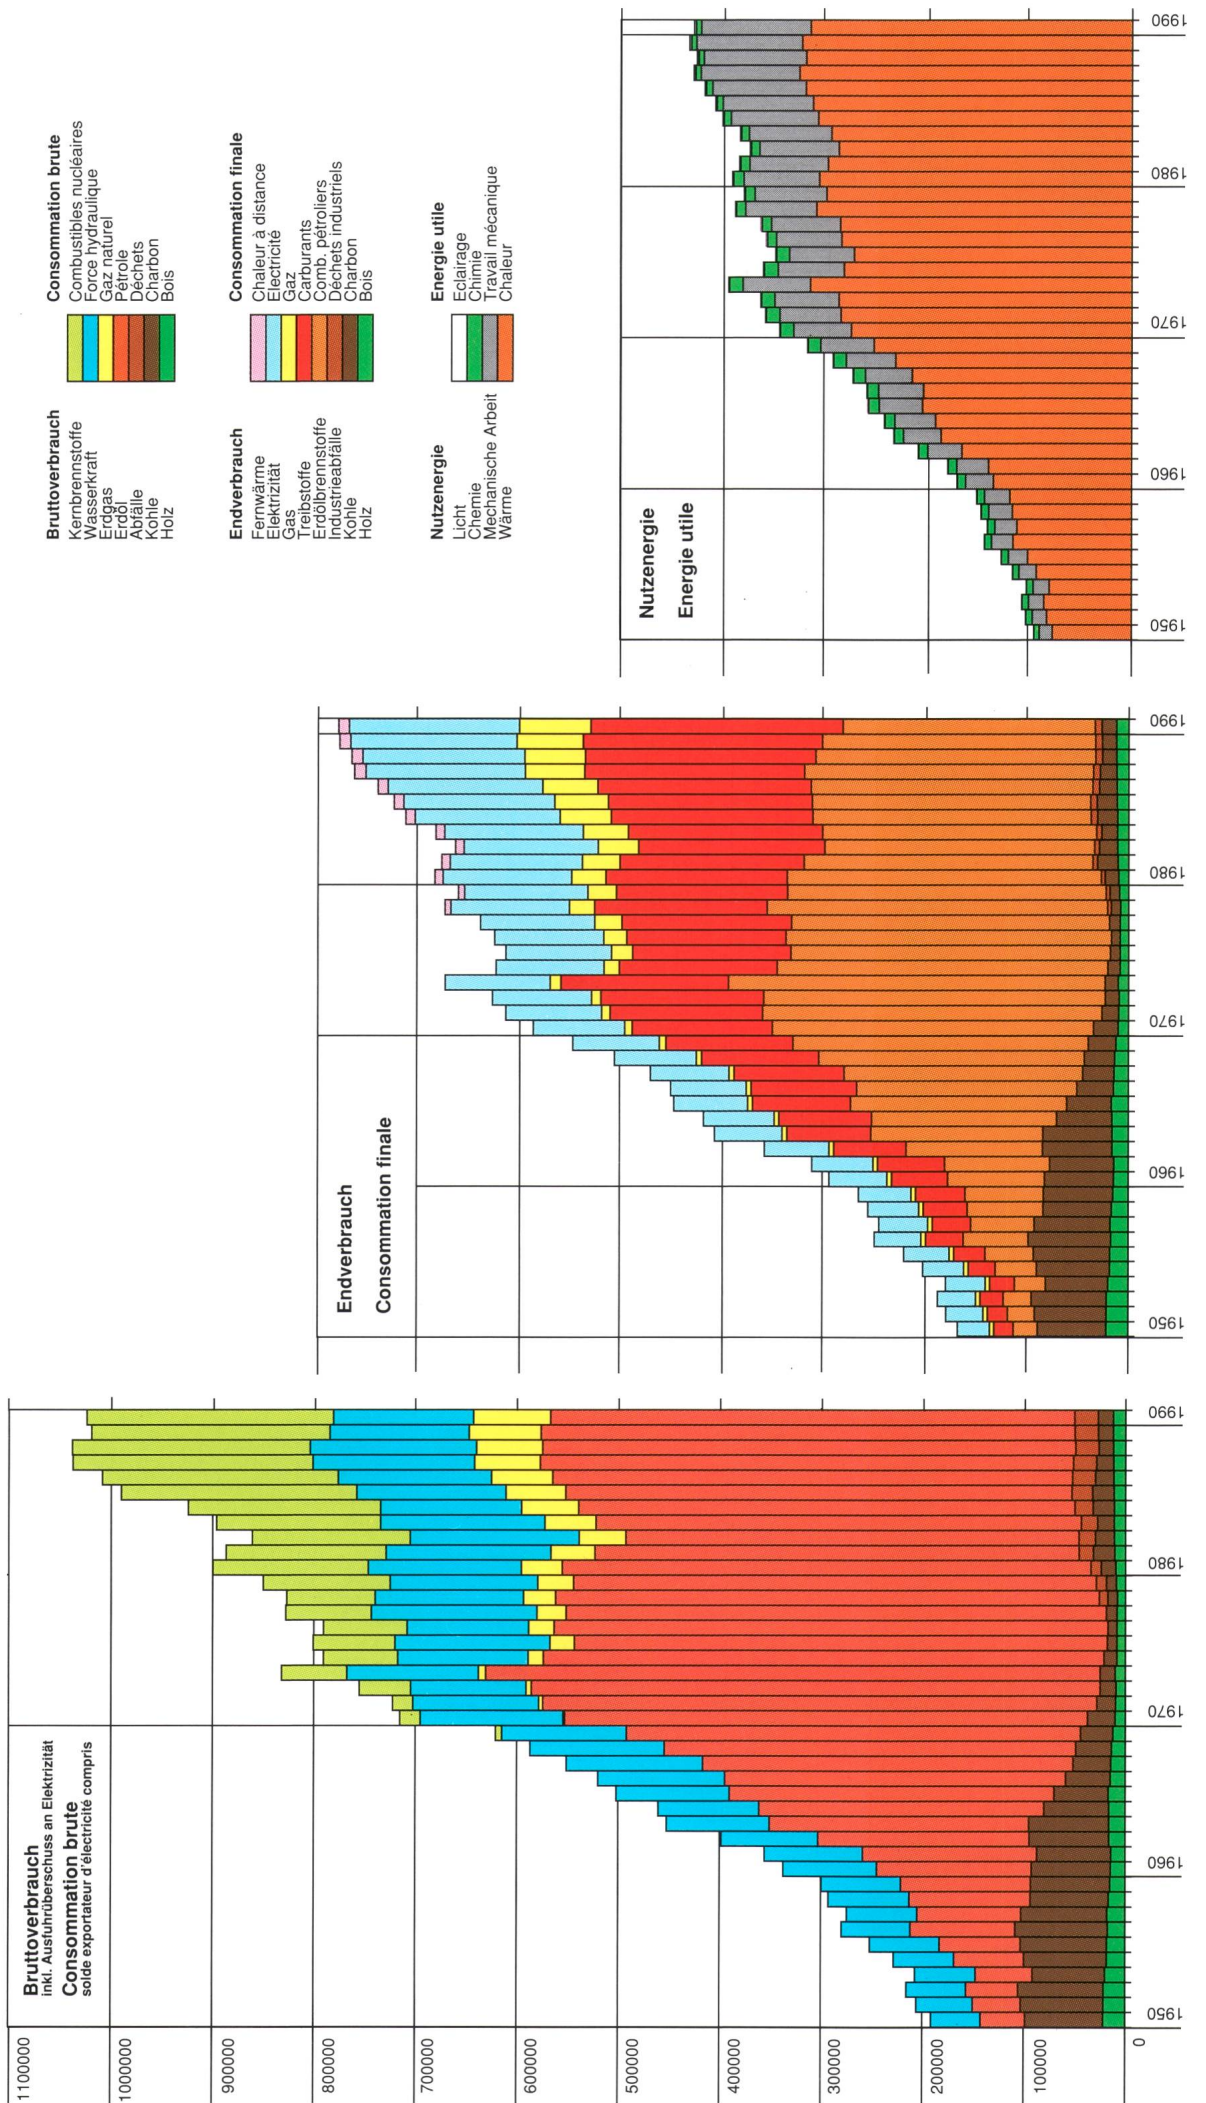 Bruttoverbrauch
inkl. Ausfuhrüberschuss an Elektrizität
Consommation brute
solde exportateur d'électricité compris
1100000
1000000
900000
800000
700000
600000
500000
400000
300000
200000
100000
0
1950
1960
1970
1980
1990
Endverbrauch
Consommation finale
1950
1960
1970
1980
1990
Nutzenergie
Energie utile
1950
1960
1970
1980
1990
Bruttoverbrauch Consommation brute
Kernbrennstoffe Combustibles nucléaires
Wasserkraft Force hydraulique
Erdgas Gaz naturel
Erdöl Pétrole
Abfälle Déchets
Kohle Charbon
Holz Bois
Endverbrauch Consommation finale
Fernwärme Chaleur à distance
Elektrizität Electricité
Gas Gaz
Treibstoffe Carburants
Erdölbrennstoffe Comb. pétroliers
Industrieabfälle Déchets industriels
Kohle Charbon
Holz Bois
Nutzenergie Energie utile
Licht Eclairage
Chemie Chimie
Mechanische Arbeit Travail mécanique
Wärme Chaleur